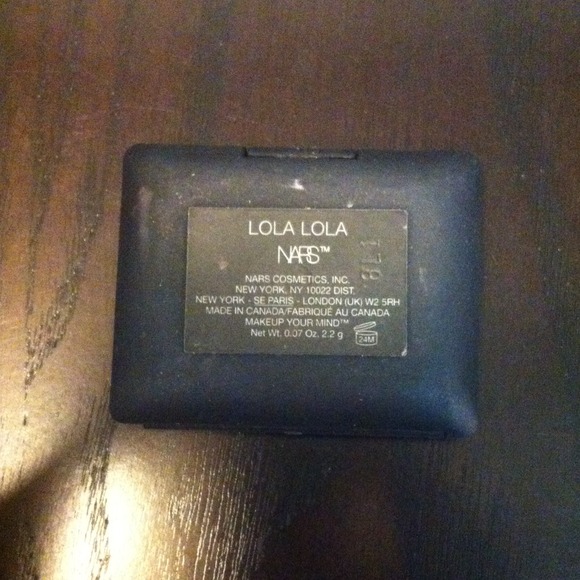 LOLA LOLA
NARS™
NARS COSMETICS, INC.
NEW YORK, NY 10022 DIST.
NEW YORK - SE PARIS - LONDON (UK) W2 5RH
MADE IN CANADA/FABRIQUÉ AU CANADA
MAKEUP YOUR MIND™
Net Wt. 0.07 Oz. 2.2 g
24M